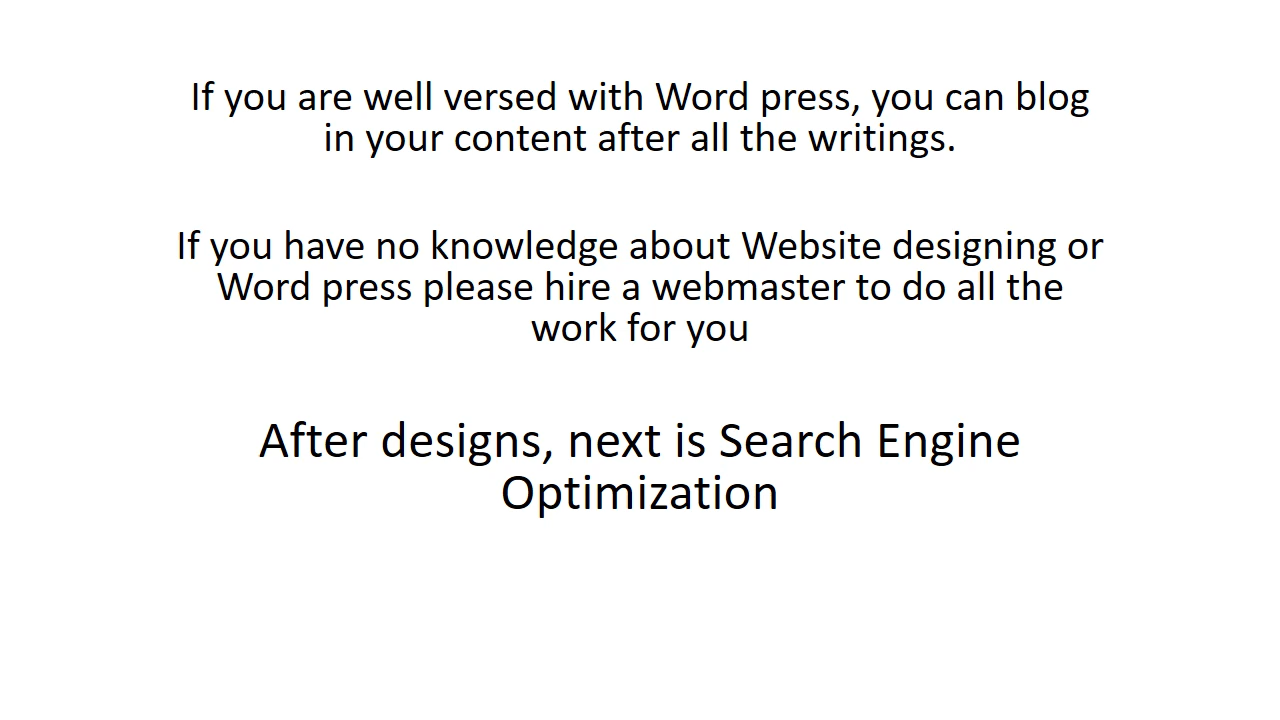 If you are well versed with Word press, you can blog
in your content after all the writings.
If you have no knowledge about Website designing or
Word press please hire a webmaster to do all the
work for you
After designs, next is Search Engine
Optimization